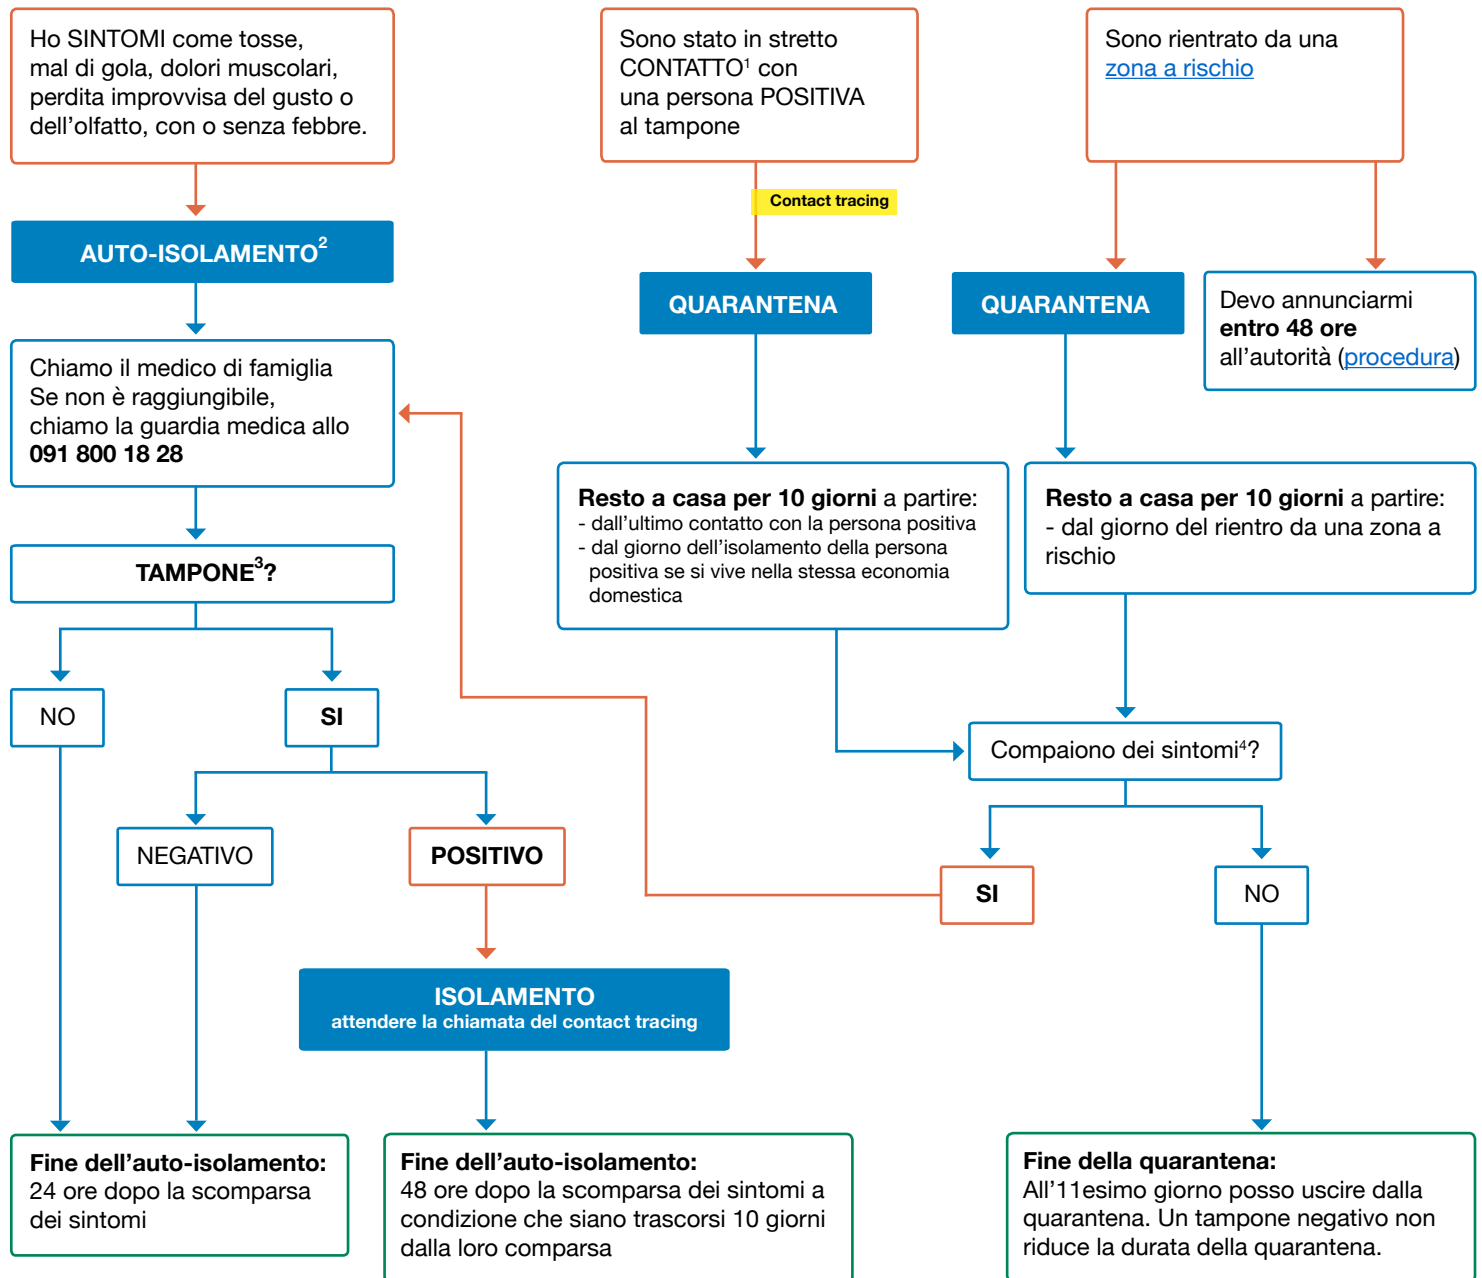 Ho SINTOMI come tosse,
mal di gola, dolori muscolari,
perdita improvvisa del gusto o
dell'olfatto, con o senza febbre.
Sono stato in stretto
CONTATTO¹ con
una persona POSITIVA
al tampone
Sono rientrato da una
zona a rischio
Contact tracing
AUTO-ISOLAMENTO²
QUARANTENA
QUARANTENA
Devo annunciarmi
entro 48 ore
all'autorità (procedura)
Chiamo il medico di famiglia
Se non è raggiungibile,
chiamo la guardia medica allo
091 800 18 28
Resto a casa per 10 giorni a partire:
- dall'ultimo contatto con la persona positiva
- dal giorno dell'isolamento della persona
positiva se si vive nella stessa economia
domestica
Resto a casa per 10 giorni a partire:
- dal giorno del rientro da una zona a
rischio
TAMPONE³?
NO
SI
Compaiono dei sintomi⁴?
NEGATIVO
POSITIVO
SI
NO
ISOLAMENTO
attendere la chiamata del contact tracing
Fine dell'auto-isolamento:
24 ore dopo la scomparsa
dei sintomi
Fine dell'auto-isolamento:
48 ore dopo la scomparsa dei sintomi a
condizione che siano trascorsi 10 giorni
dalla loro comparsa
Fine della quarantena:
All'11esimo giorno posso uscire dalla
quarantena. Un tampone negativo non
riduce la durata della quarantena.